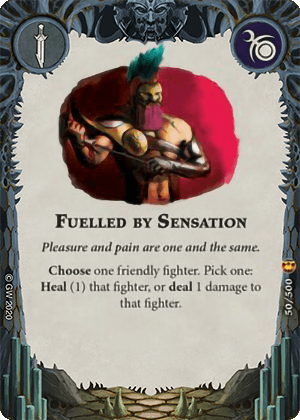 FUELLED BY SENSATION
Pleasure and pain are one and the same.
Choose one friendly fighter. Pick one:
Heal (1) that fighter, or deal 1 damage to
that fighter.
© GW 2020
50/500